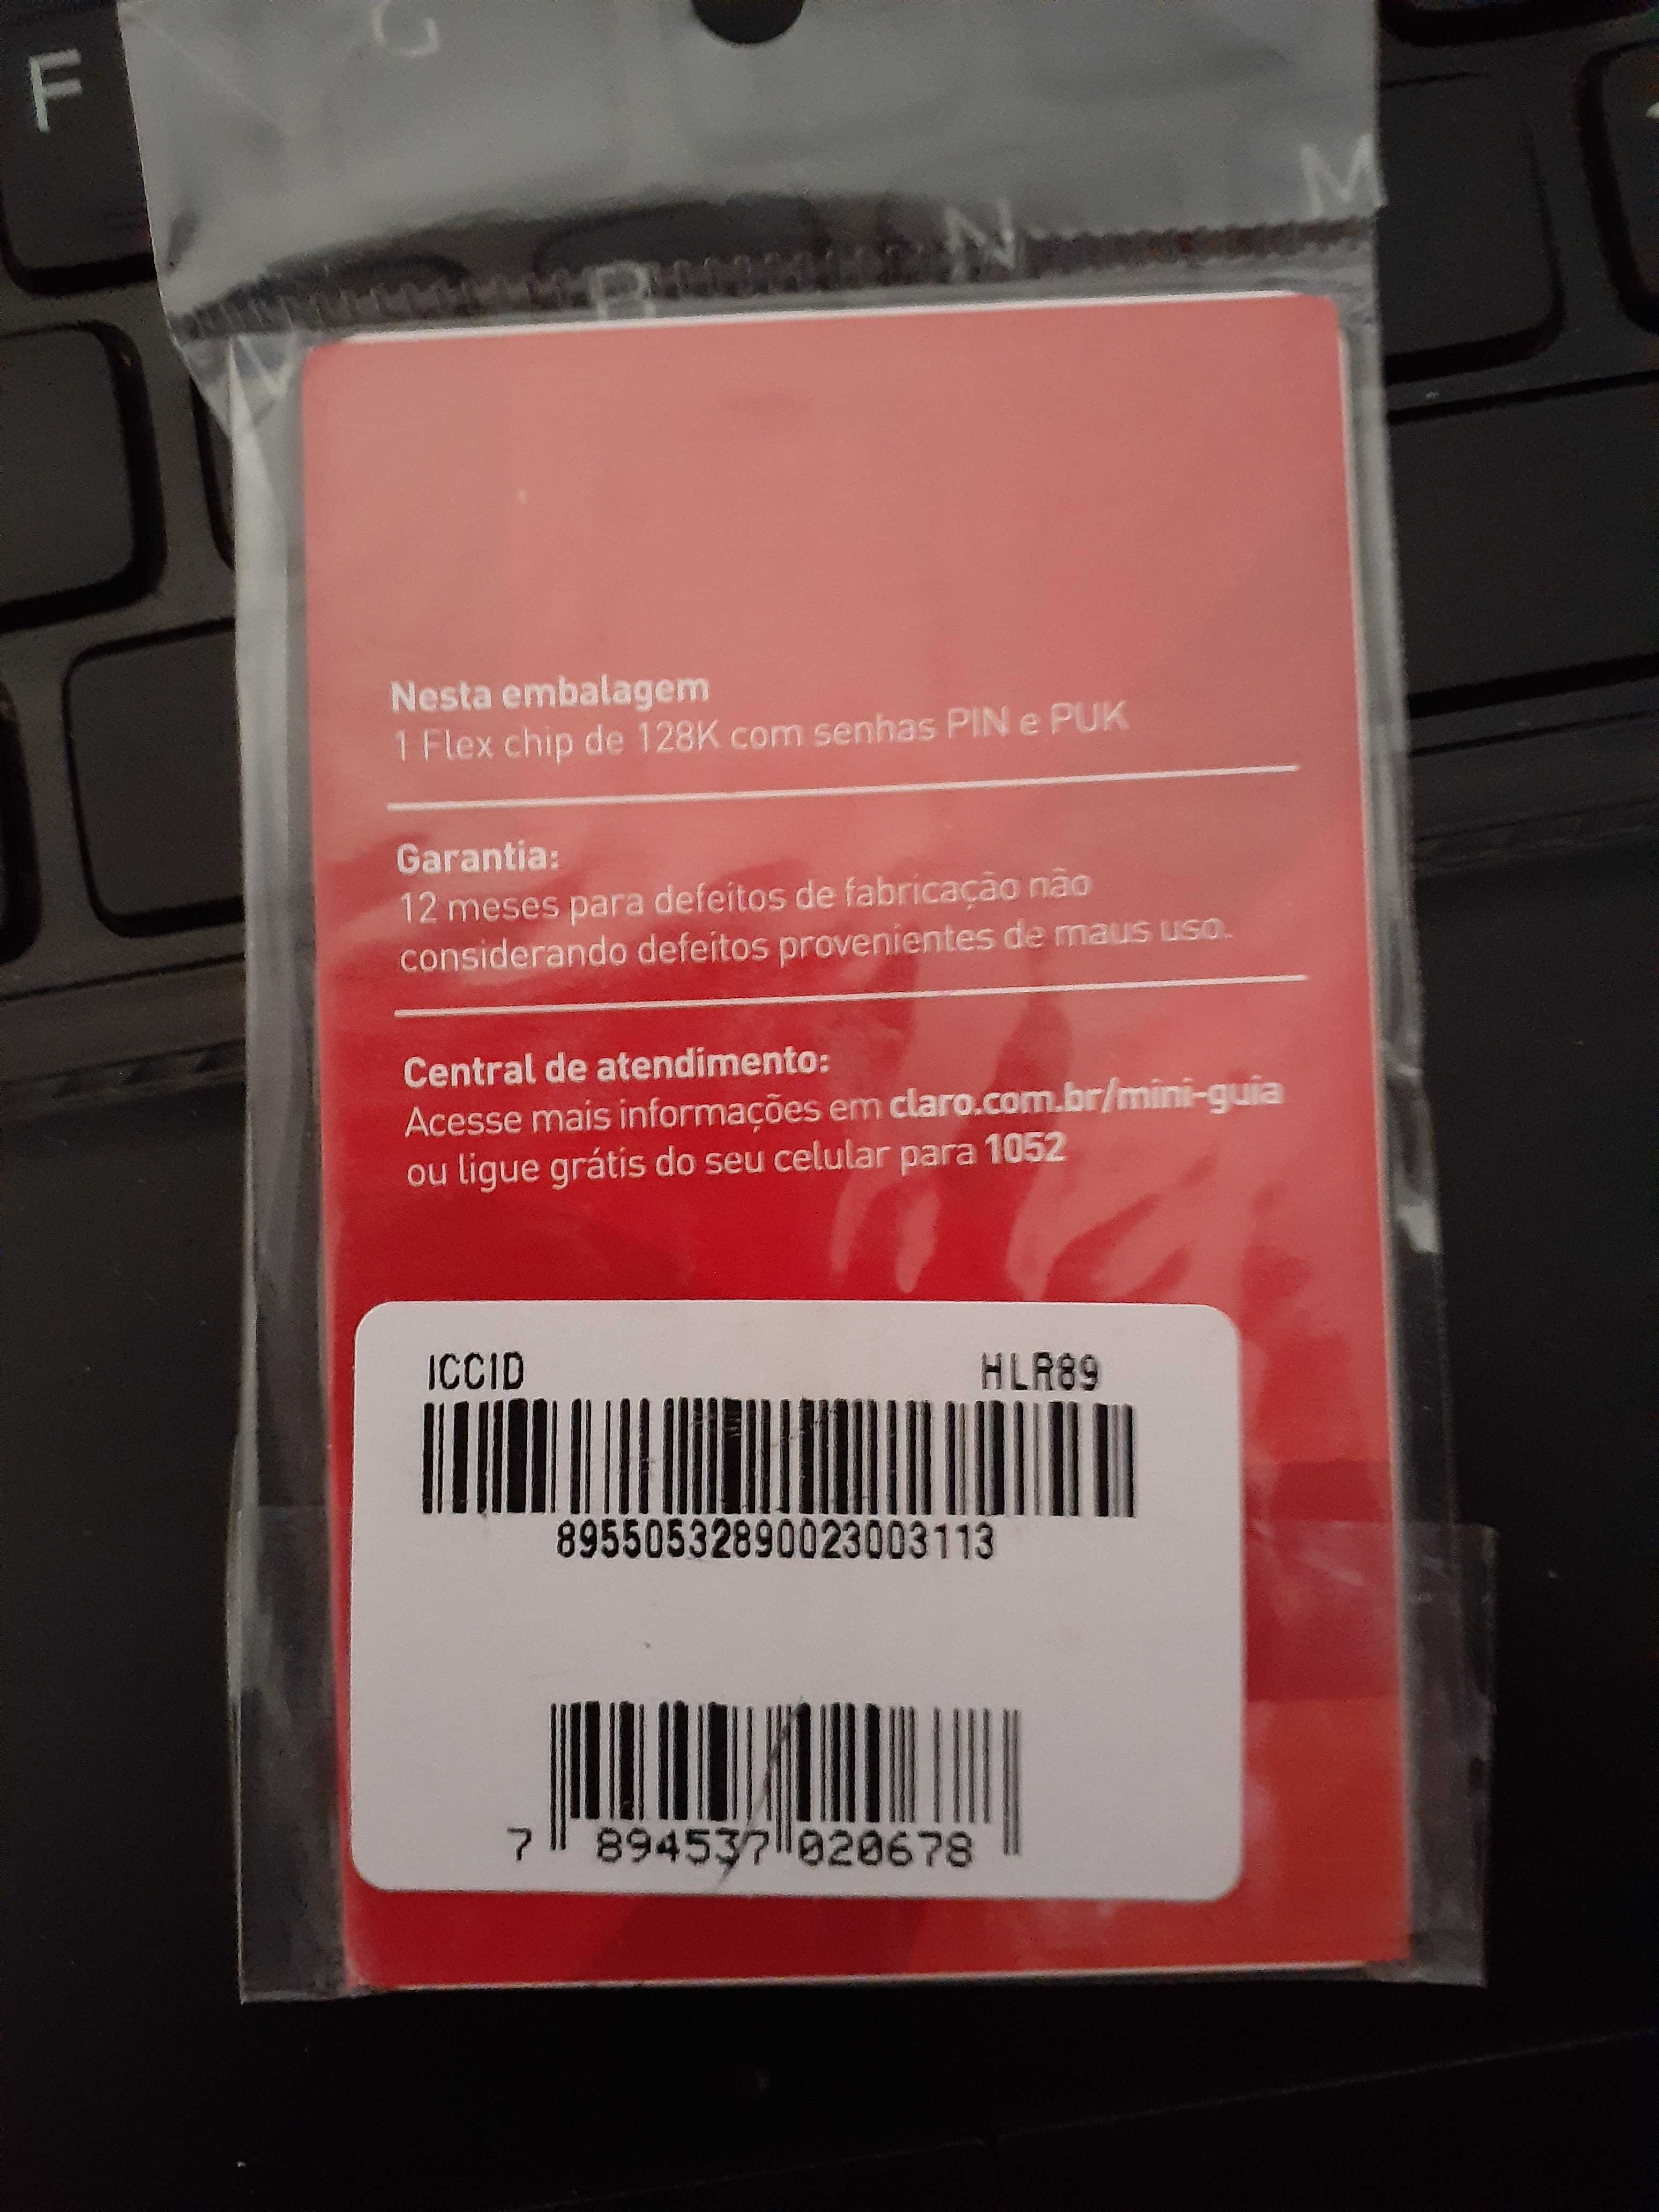 F
G
M
N
B
V
Nesta embalagem
1 Flex chip de 128K com senhas PIN e PUK
Garantia:
12 meses para defeitos de fabricação não
considerando defeitos provenientes de maus uso.
Central de atendimento:
Acesse mais informações em claro.com.br/mini-guia
ou ligue grátis do seu celular para 1052
ICCID HLR89
89550532890023003113
7 894537 020678